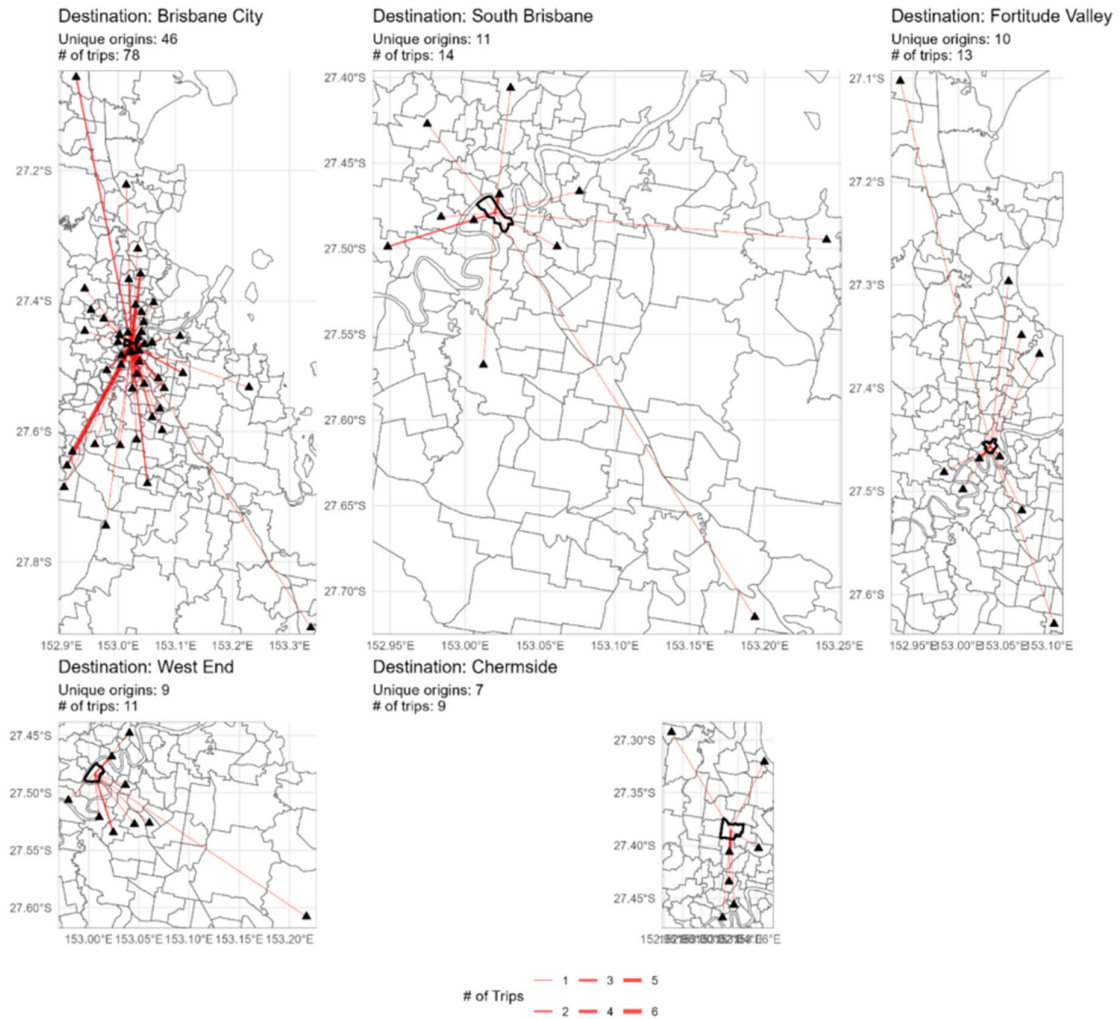 Destination: Brisbane City
Unique origins: 46
# of trips: 78
27.2°S
27.4°S
27.6°S
27.8°S
152.9°E 153.0°E 153.1°E 153.2°E 153.3°E
Destination: South Brisbane
Unique origins: 11
# of trips: 14
27.40°S
27.45°S
27.50°S
27.55°S
27.60°S
27.65°S
27.70°S
152.95°E 153.00°E 153.05°E 153.10°E 153.15°E 153.20°E 153.25°E
Destination: Fortitude Valley
Unique origins: 10
# of trips: 13
27.1°S
27.2°S
27.3°S
27.4°S
27.5°S
27.6°S
152.95°E 153.00°E 153.05°E 153.10°E
Destination: West End
Unique origins: 9
# of trips: 11
27.45°S
27.50°S
27.55°S
27.60°S
153.00°E 153.05°E 153.10°E 153.15°E 153.20°E
Destination: Chermside
Unique origins: 7
# of trips: 9
27.30°S
27.35°S
27.40°S
27.45°S
# of Trips
1 3 5
2 4 6